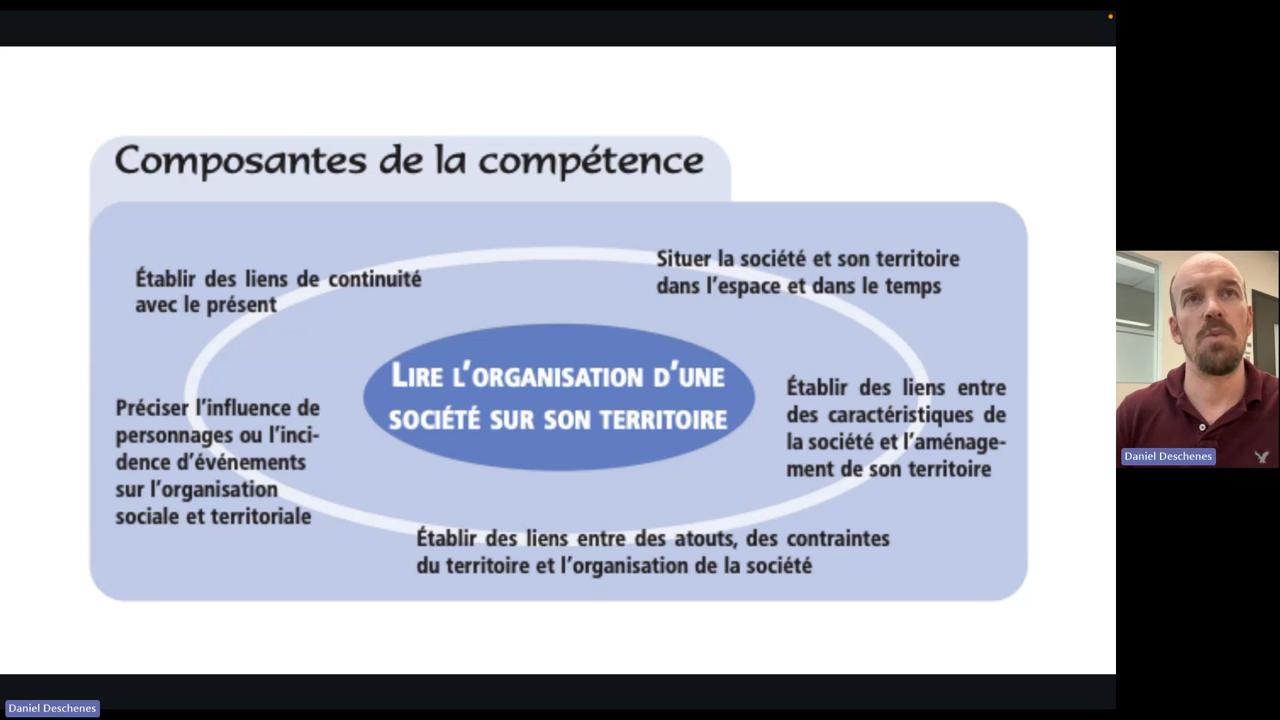 Composantes de la compétence
Établir des liens de continuité
avec le présent
Situer la société et son territoire
dans l'espace et dans le temps
LIRE L'ORGANISATION D'UNE
SOCIÉTÉ SUR SON TERRITOIRE
Établir des liens entre
des caractéristiques de
la société et l'aménage-
ment de son territoire
Préciser l'influence de
personnages ou l'inci-
dence d'événements
sur l'organisation
sociale et territoriale
Établir des liens entre des atouts, des contraintes
du territoire et l'organisation de la société
Daniel Deschenes
Daniel Deschenes